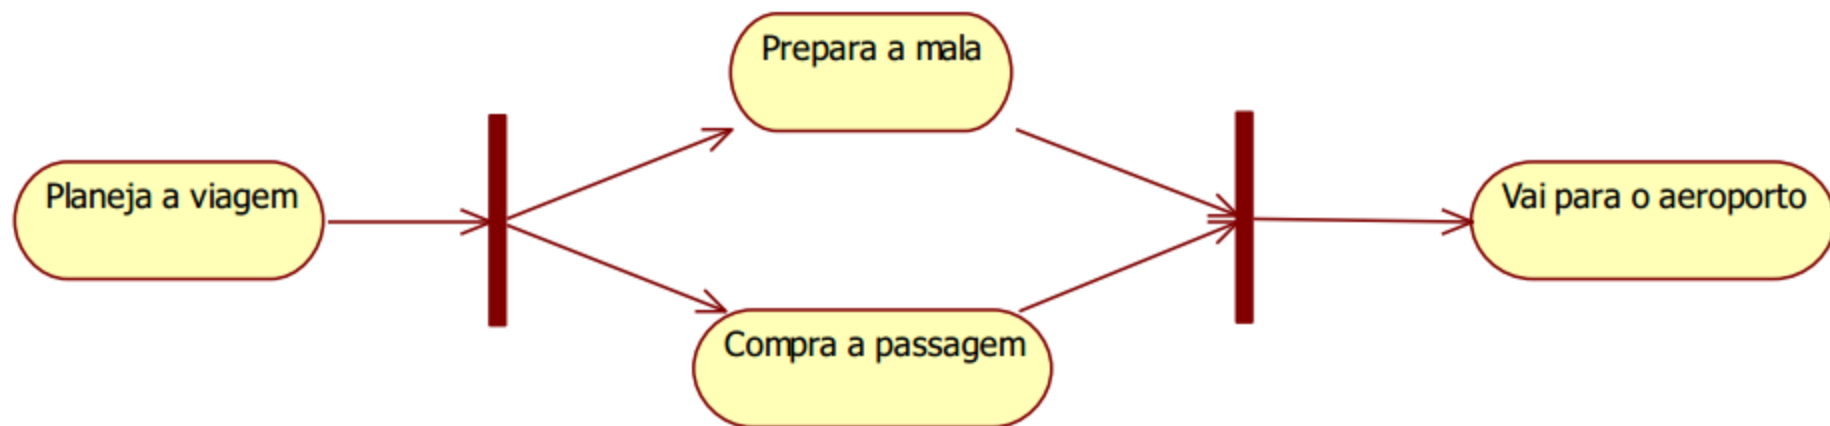 Prepara a mala
Planeja a viagem
Vai para o aeroporto
Compra a passagem